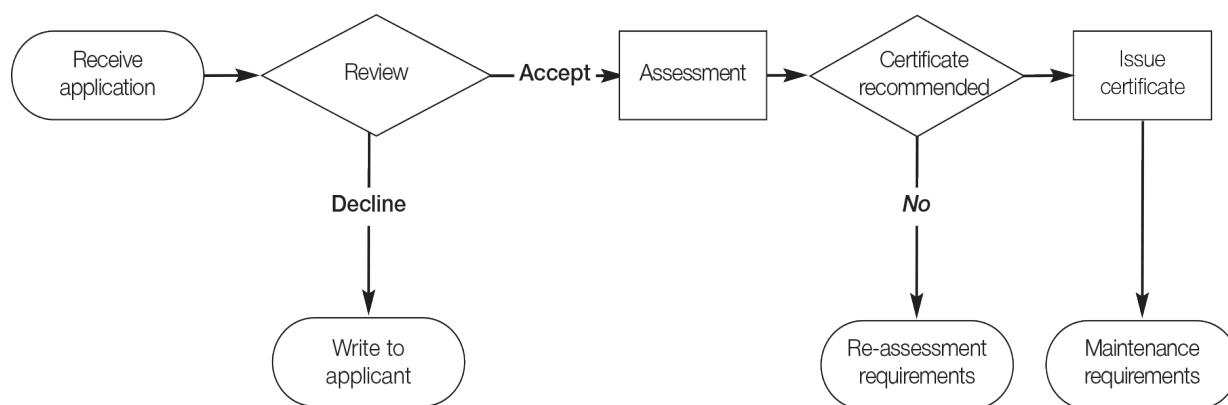 Receive
application
Review
Accept
Assessment
Certificate
recommended
Issue
certificate
Decline
No
Write to
applicant
Re-assessment
requirements
Maintenance
requirements